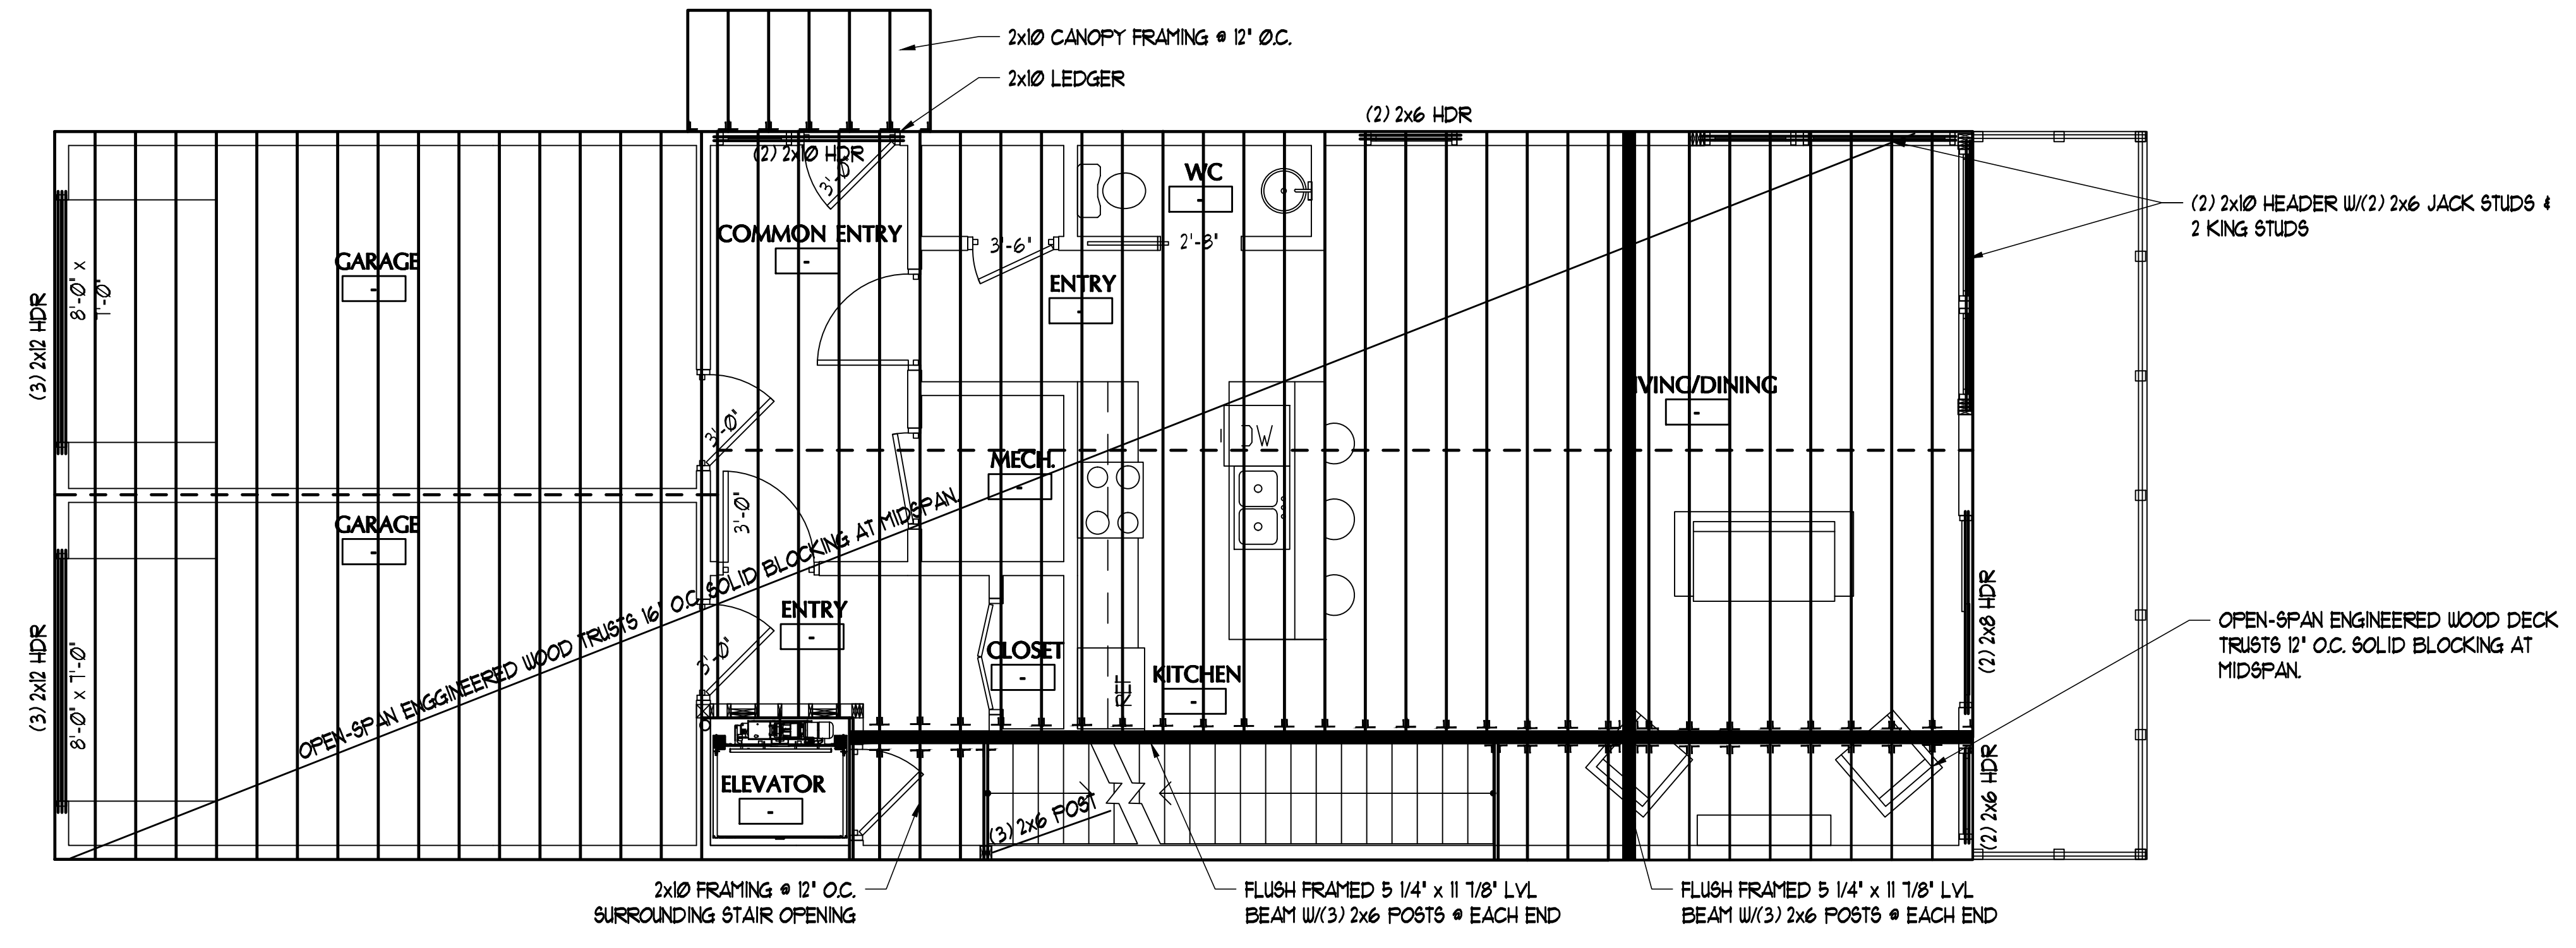 2x10 CANOPY FRAMING @ 12" O.C.
2x10 LEDGER
(2) 2x6 HDR
(2) 2x10 HDR
3'-0"
WC
(2) 2x10 HEADER W/(2) 2x6 JACK STUDS &
2 KING STUDS
COMMON ENTRY
3'-6"
2'-8"
GARAGE
8'-0" x
7'-0"
(3) 2x12 HDR
ENTRY
LIVING/DINING
3'-0"
DW
MECH.
3'-0"
GARAGE
OPEN-SPAN ENGGINEERED WOOD TRUSTS 16" O.C. SOLID BLOCKING AT MIDSPAN.
ENTRY
(3) 2x12 HDR
8'-0" x 7'-0"
3'-0"
CLOSET
KITCHEN
REF
(2) 2x8 HDR
OPEN-SPAN ENGINEERED WOOD DECK
TRUSTS 12" O.C. SOLID BLOCKING AT
MIDSPAN.
ELEVATOR
(3) 2x6 POST
(2) 2x6 HDR
2x10 FRAMING @ 12" O.C.
SURROUNDING STAIR OPENING
FLUSH FRAMED 5 1/4" x 11 7/8" LVL
BEAM W/(3) 2x6 POSTS @ EACH END
FLUSH FRAMED 5 1/4" x 11 7/8" LVL
BEAM W/(3) 2x6 POSTS @ EACH END